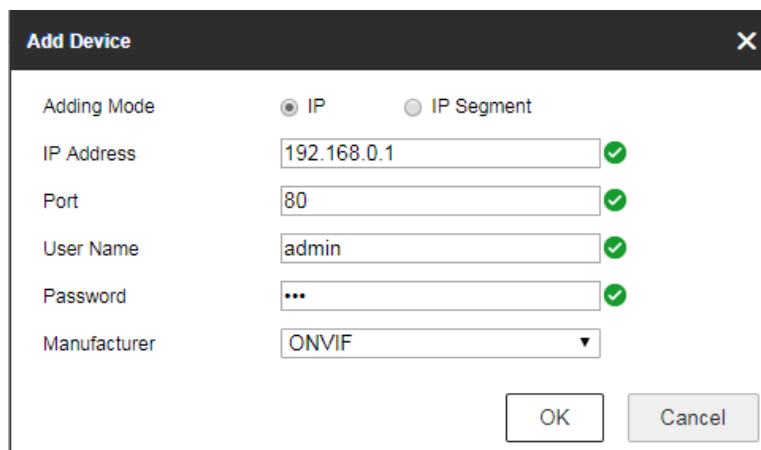 Add Device
Adding Mode IP IP Segment
IP Address 192.168.0.1
Port 80
User Name admin
Password •••
Manufacturer ONVIF
OK Cancel